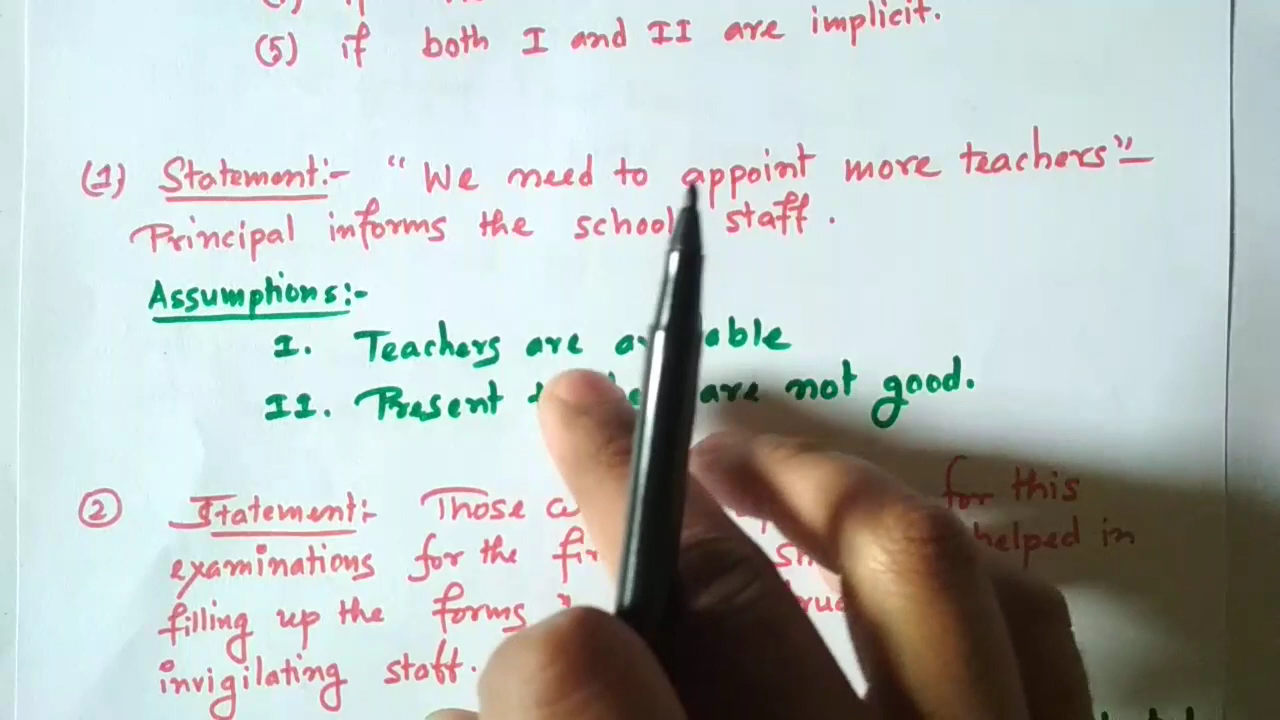 (5) if both I and II are implicit.
(1) Statement:- "We need to appoint more teachers" –
Principal informs the school staff.
Assumptions:-
I. Teachers are available
II. Present are not good.
② Statement:- Those for this
examinations for the helped in
filling up the forms
invigilating staff.